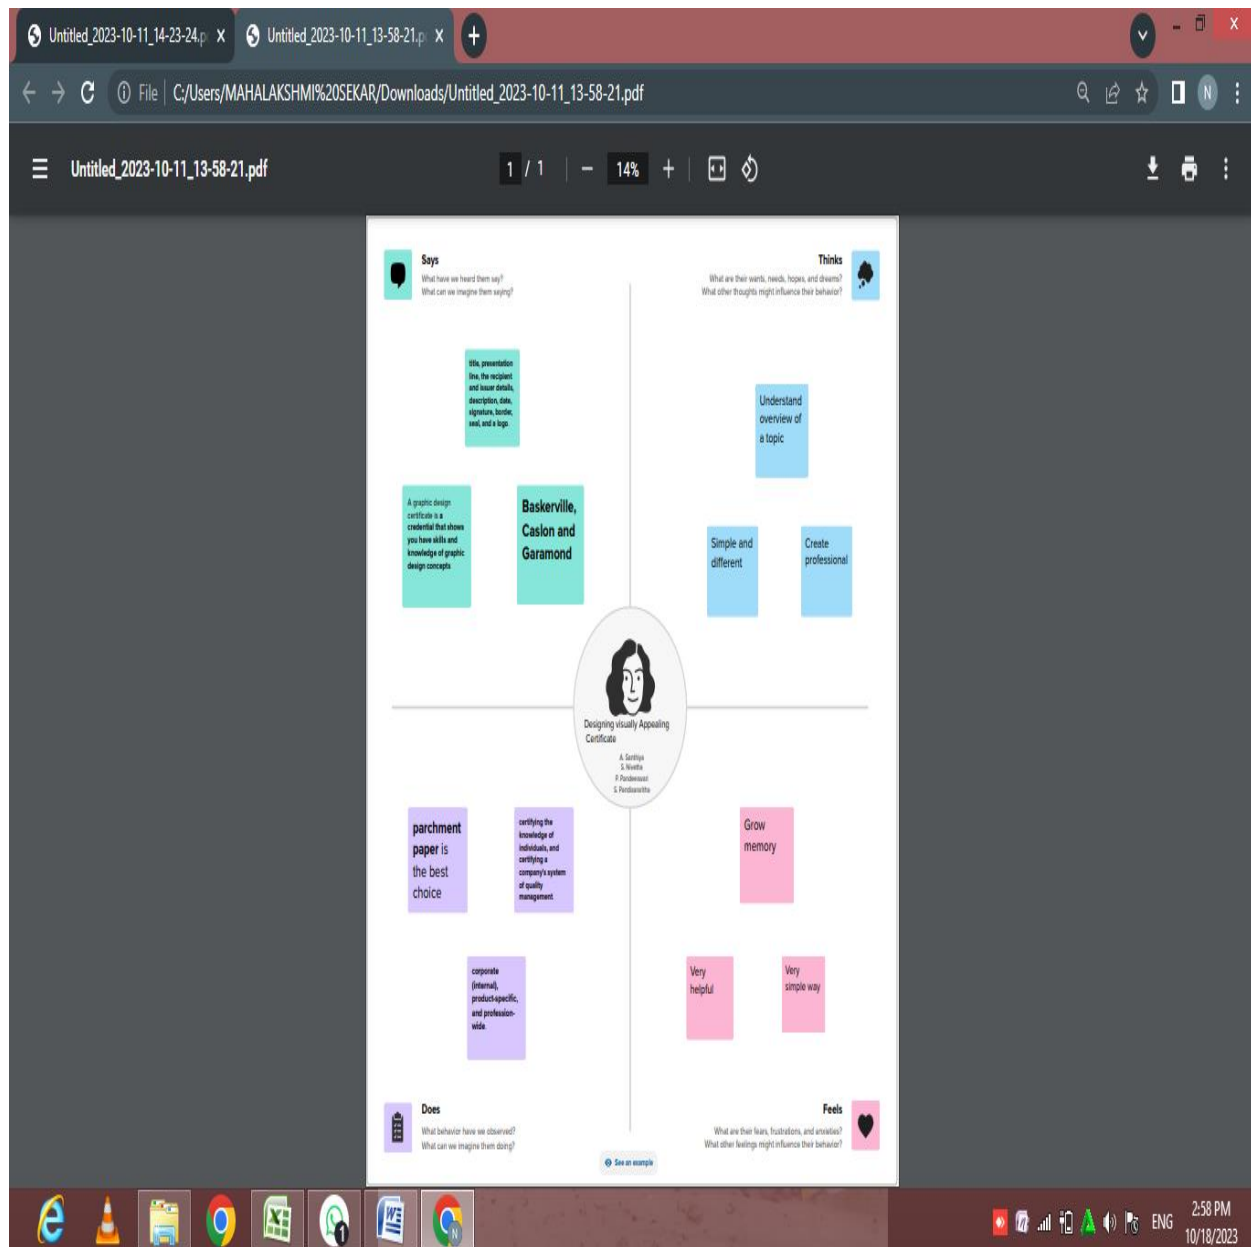 Untitled_2023-10-11_14-23-24.p
Untitled_2023-10-11_13-58-21.p
File | C:/Users/MAHALAKSHMI%20SEKAR/Downloads/Untitled_2023-10-11_13-58-21.pdf
N
Untitled_2023-10-11_13-58-21.pdf
1 / 1
14%
Says
What have we heard them say?
What can we imagine them saying?
Thinks
What are their wants, needs, hopes, and dreams?
What other thoughts might influence their behavior?
title, presentation
line, the recipient
and issuer details,
description, date,
signature, border,
seal, and a logo
A graphic design
certificate is a
credential that shows
you have skills and
knowledge of graphic
design concepts
Baskerville,
Caslon and
Garamond
Understand
overview of
a topic
Simple and
different
Create
professional
Designing visually Appealing
Certificate
A.
S. Nivetha
P.
S.
parchment
paper is
the best
choice
certifying the
knowledge of
individuals, and
certifying a
company's system
of quality
management
corporate
(internal),
product-specific,
and profession-
wide.
Grow
memory
Very
helpful
Very
simple way
Does
What behavior have we observed?
What can we imagine them doing?
Feels
What are their fears, frustrations, and anxieties?
What other feelings might influence their behavior?
See an example
1
N
ENG
2:58 PM
10/18/2023